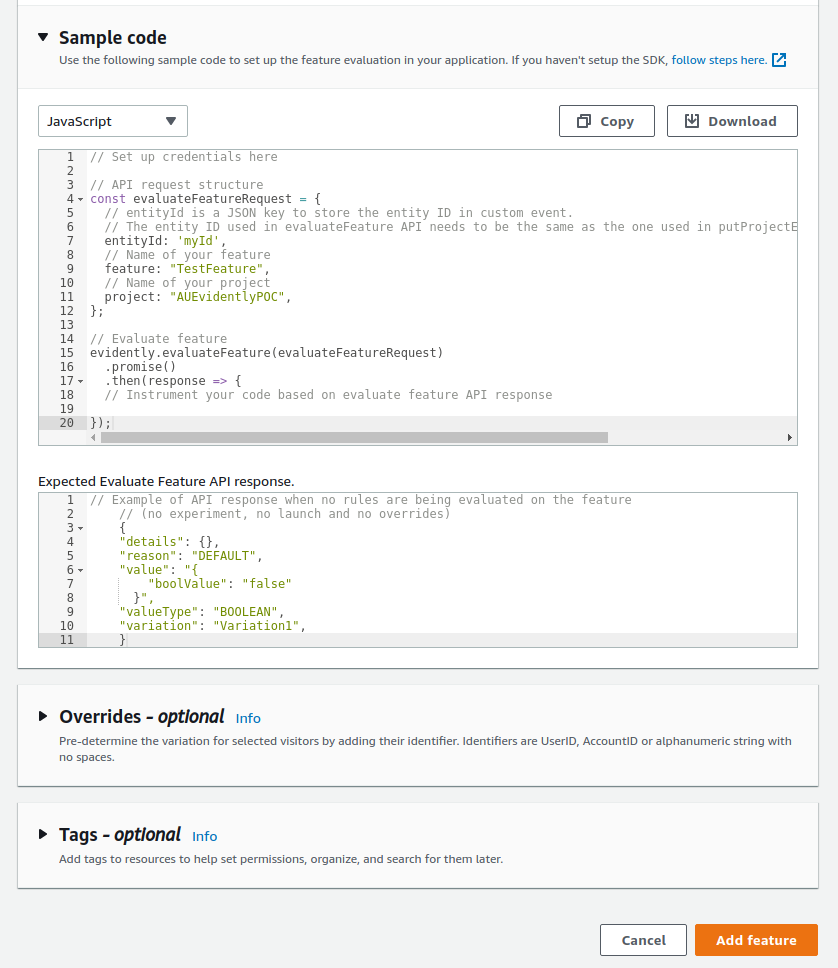 Sample code
Use the following sample code to set up the feature evaluation in your application. If you haven't setup the SDK, follow steps here.
JavaScript
Copy
Download
1 // Set up credentials here
2
3 // API request structure
4 const evaluateFeatureRequest = {
5 // entityId is a JSON key to store the entity ID in custom event.
6 // The entity ID used in evaluateFeature API needs to be the same as the one used in putProjectE
7 entityId: 'myId',
8 // Name of your feature
9 feature: "TestFeature",
10 // Name of your project
11 project: "AUEvidentlyPOC",
12 };
13
14 // Evaluate feature
15 evidently.evaluateFeature(evaluateFeatureRequest)
16 .promise()
17 .then(response => {
18 // Instrument your code based on evaluate feature API response
19
20 });
Expected Evaluate Feature API response.
1 // Example of API response when no rules are being evaluated on the feature
2 // (no experiment, no launch and no overrides)
3 {
4 "details": {},
5 "reason": "DEFAULT",
6 "value": "{
7 "boolValue": "false"
8 }",
9 "valueType": "BOOLEAN",
10 "variation": "Variation1",
11 }
Overrides - optional Info
Pre-determine the variation for selected visitors by adding their identifier. Identifiers are UserID, AccountID or alphanumeric string with
no spaces.
Tags - optional Info
Add tags to resources to help set permissions, organize, and search for them later.
Cancel
Add feature